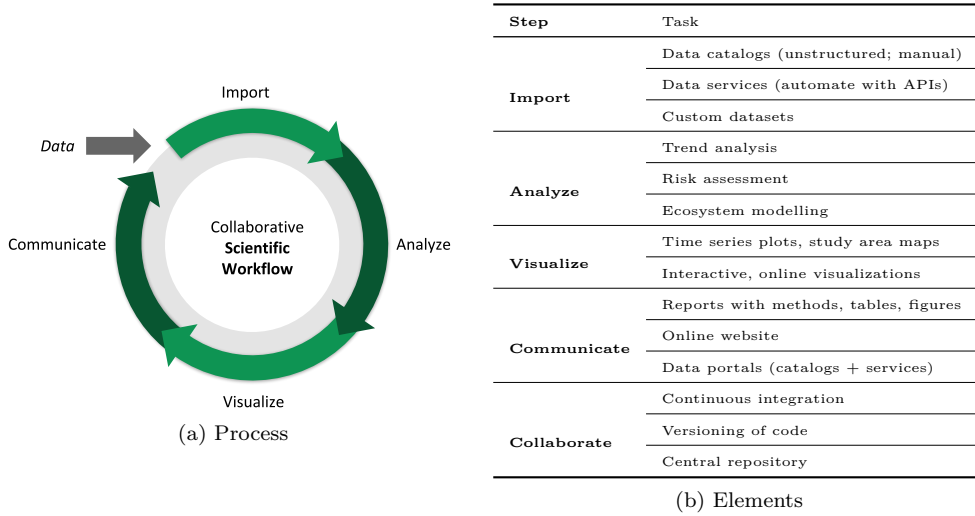 Import
Data
Communicate
Collaborative
Scientific
Workflow
Analyze
Visualize
(a) Process
Step Task
Import
Data catalogs (unstructured; manual)
Data services (automate with APIs)
Custom datasets
Analyze
Trend analysis
Risk assessment
Ecosystem modelling
Visualize
Time series plots, study area maps
Interactive, online visualizations
Communicate
Reports with methods, tables, figures
Online website
Data portals (catalogs + services)
Collaborate
Continuous integration
Versioning of code
Central repository
(b) Elements